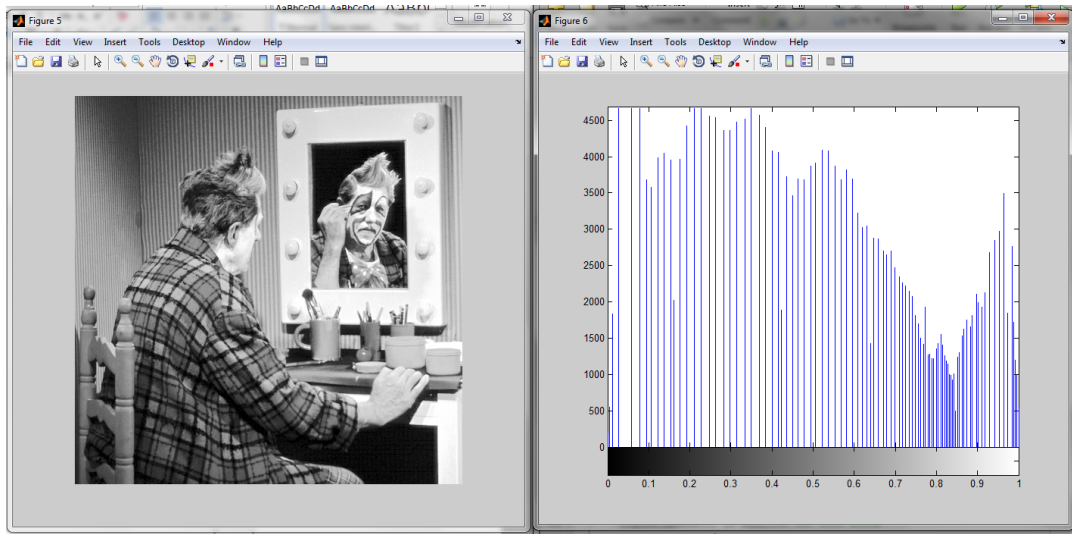 AaBbCcDd AaBbCcDd
Figure 5
File Edit View Insert Tools Desktop Window Help
Figure 6
File Edit View Insert Tools Desktop Window Help
4500
4000
3500
3000
2500
2000
1500
1000
500
0
0 0.1 0.2 0.3 0.4 0.5 0.6 0.7 0.8 0.9 1